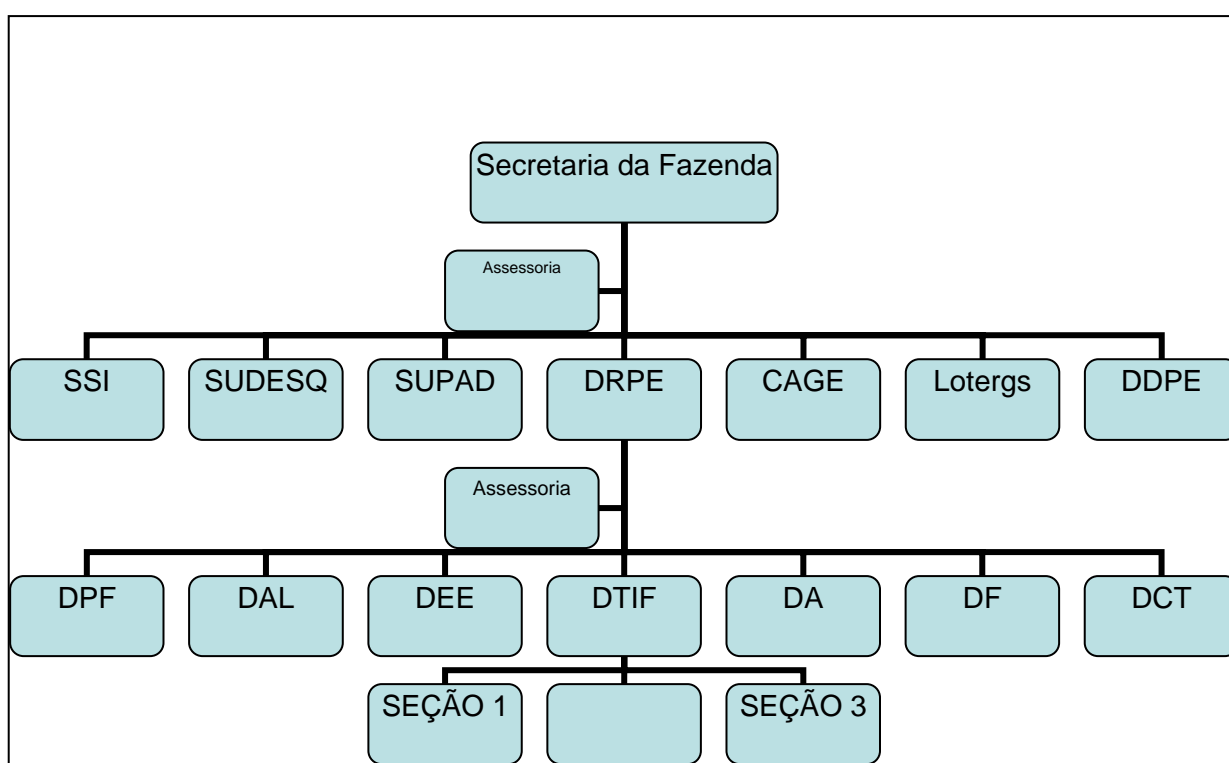 Secretaria da Fazenda
Assessoria
SSI
SUDESQ
SUPAD
DRPE
CAGE
Lotergs
DDPE
Assessoria
DPF
DAL
DEE
DTIF
DA
DF
DCT
SEÇÃO 1
SEÇÃO 3